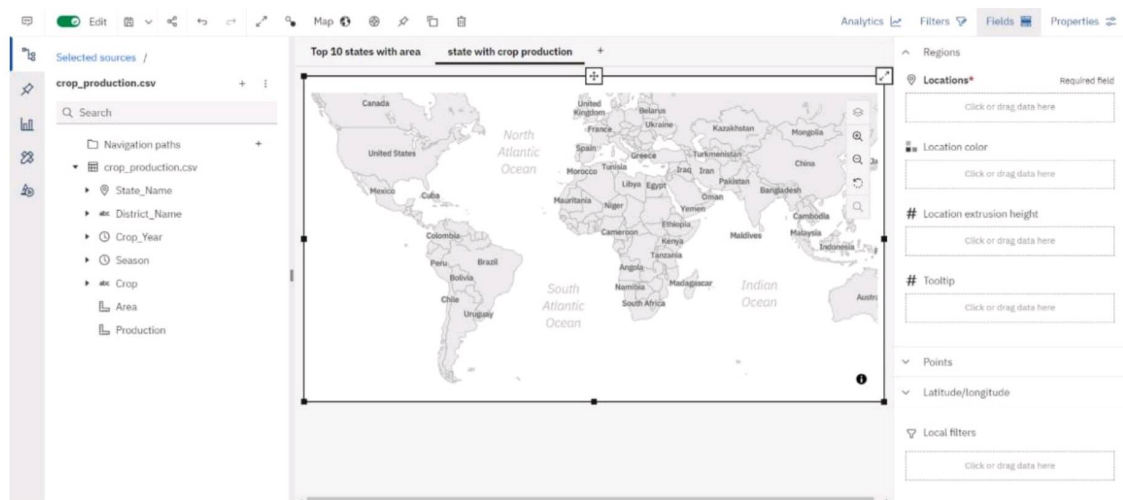 Edit
Map
Analytics
Filters
Fields
Properties
Selected sources /
crop_production.csv
Search
Navigation paths
crop_production.csv
State_Name
abc District_Name
Crop_Year
Season
abc Crop
Area
Production
Top 10 states with area
state with crop production
Canada
United Kingdom
Belarus
Ukraine
France
Kazakhstan
Mongolia
North Atlantic Ocean
United States
Spain
Greece
Turkmenistan
China
Morocco
Tunisia
Iraq
Iran
Pakistan
Mexico
Cuba
Libya
Egypt
Oman
Bangladesh
Mauritania
Niger
Yemen
Cambodia
Colombia
Cameroon
Ethiopia
Kenya
Maldives
Malaysia
Indonesia
Peru
Brazil
Tanzania
Bolivia
Angola
Chile
Namibia
Madagascar
South Africa
Uruguay
South Atlantic Ocean
Indian Ocean
Austr
Regions
Locations*
Required field
Click or drag data here
Location color
Click or drag data here
# Location extrusion height
Click or drag data here
# Tooltip
Click or drag data here
Points
Latitude/longitude
Local filters
Click or drag data here